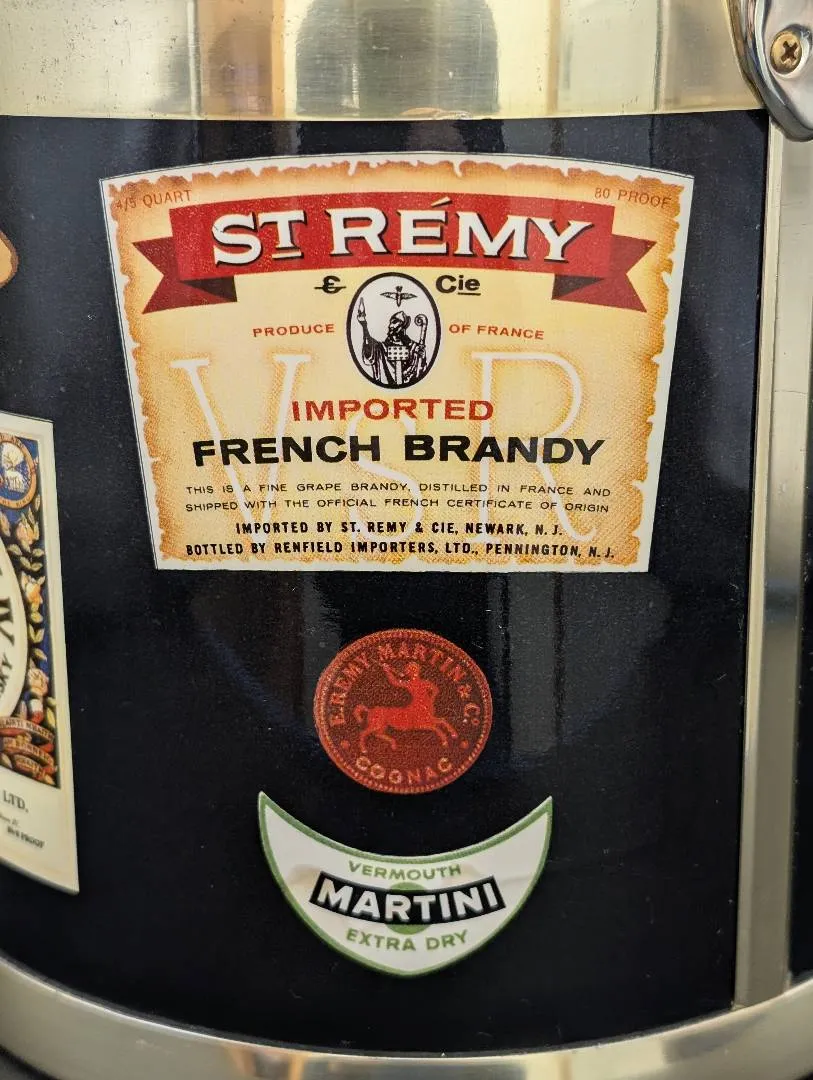 4/5 QUART
80 PROOF
ST RÉMY
& Cie
PRODUCE OF FRANCE
VSR
IMPORTED
FRENCH BRANDY
THIS IS A FINE GRAPE BRANDY, DISTILLED IN FRANCE AND
SHIPPED WITH THE OFFICIAL FRENCH CERTIFICATE OF ORIGIN
IMPORTED BY ST. REMY & CIE, NEWARK, N. J.
BOTTLED BY RENFIELD IMPORTERS, LTD., PENNINGTON, N. J.
E. REMY MARTIN & Co
COGNAC
VERMOUTH
MARTINI
EXTRA DRY
LTD.
PROOF